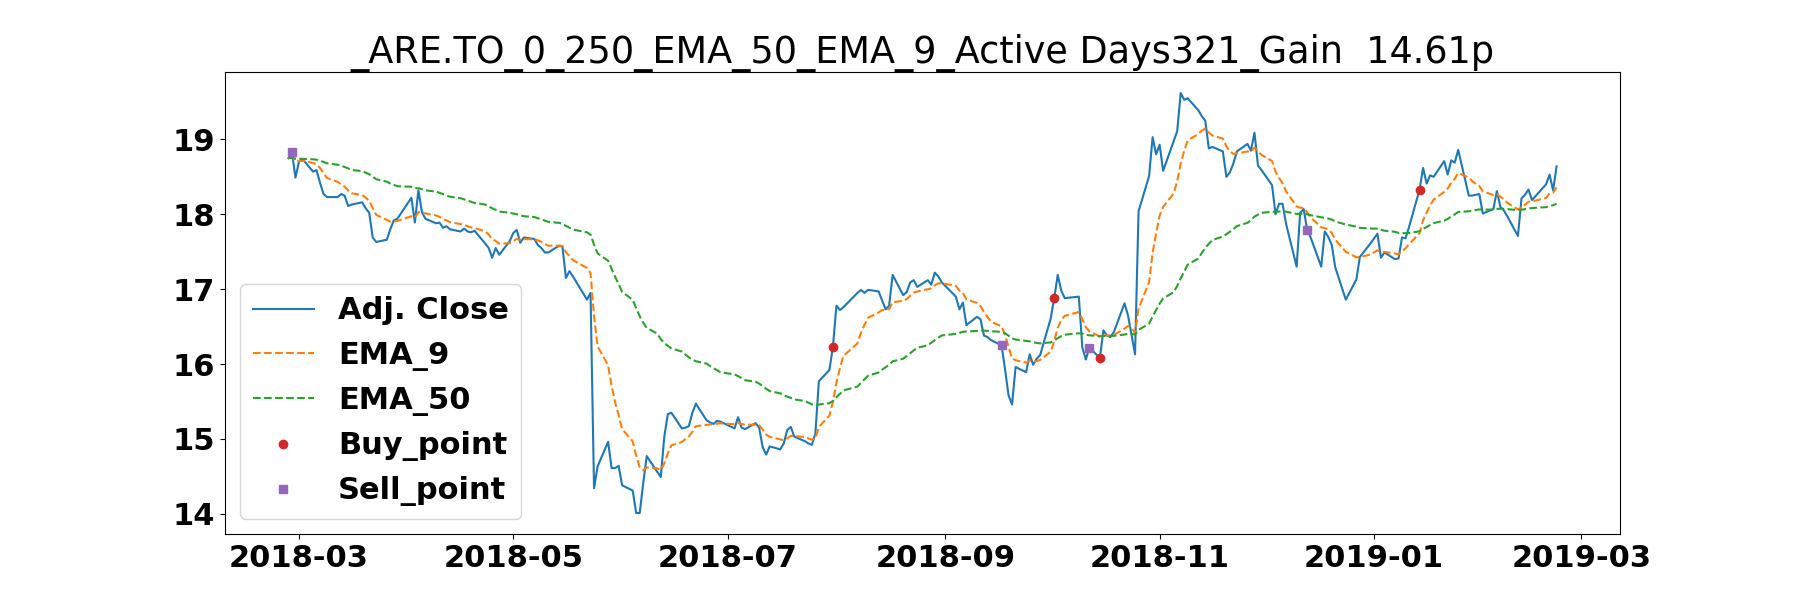 _ARE.TO_0_250_EMA_50_EMA_9_Active Days321_Gain  14.61p
19
18
17
16
15
14
Adj. Close
EMA_9
EMA_50
Buy_point
Sell_point
2018-03 2018-05 2018-07 2018-09 2018-11 2019-01 2019-03